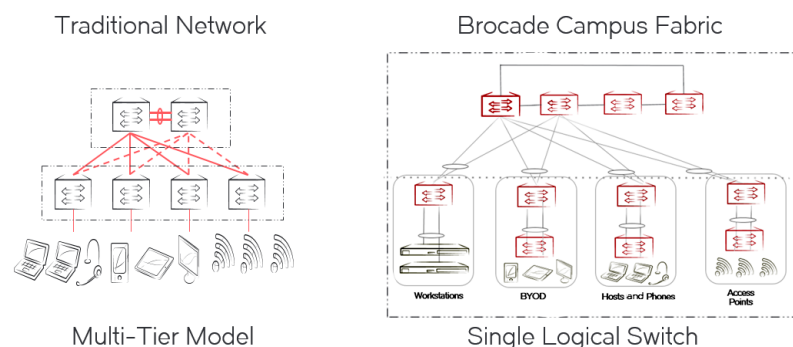 Traditional Network
Brocade Campus Fabric
Workstations
BYOD
Hosts and Phones
Access
Points
Multi-Tier Model
Single Logical Switch